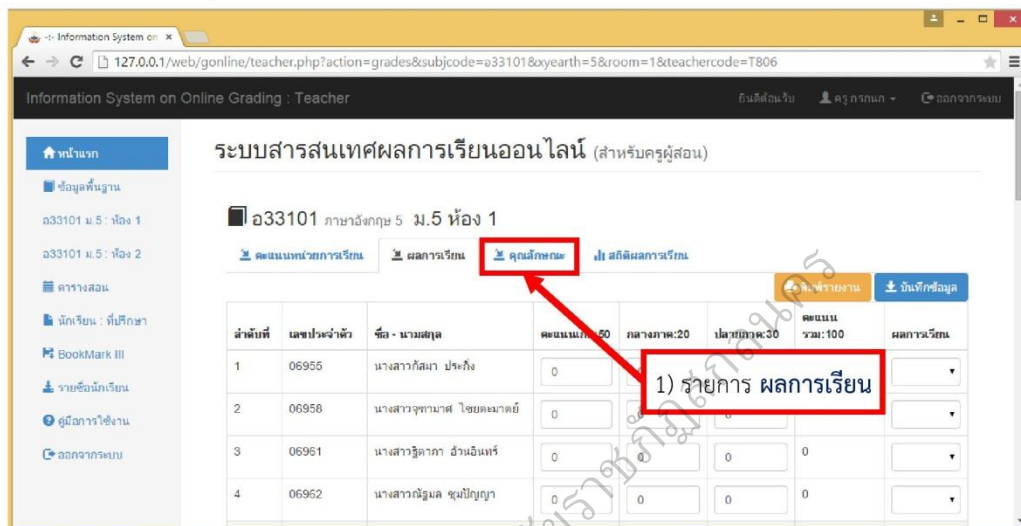 -:- Information System on
127.0.0.1/web/gonline/teacher.php?action=grades&subjcode=อ33101&xyearth=5&room=1&teachercode=T806
Information System on Online Grading : Teacher
ยินดีต้อนรับ ครู กรกนก ออกจากระบบ
หน้าแรก
ข้อมูลพื้นฐาน
อ33101 ม.5 : ห้อง 1
อ33101 ม.5 : ห้อง 2
ตารางสอน
นักเรียน : ที่ปรึกษา
BookMark III
รายชื่อนักเรียน
คู่มือการใช้งาน
ออกจากระบบ
ระบบสารสนเทศผลการเรียนออนไลน์ (สำหรับครูผู้สอน)
อ33101 ภาษาอังกฤษ 5 ม.5 ห้อง 1
คะแนนหน่วยการเรียน ผลการเรียน คุณลักษณะ สถิติผลการเรียน
พิมพ์รายงาน บันทึกข้อมูล
ลำดับที่ เลขประจำตัว ชื่อ - นามสกุล 50 กลางภาค:20 ปลายภาค:30 คะแนนรวม:100 ผลการเรียน
1 06955 นางสาวกัสมา ประกิ่ง 0
2 06958 นางสาวจุฑามาศ ไชยตะมาตย์ 0
3 06961 นางสาวฐิตาภา อ้วนอินทร์ 0 0 0 0
4 06962 นางสาวณัฐมล ชุมปัญญา 0 0 0 0
1) รายการ ผลการเรียน